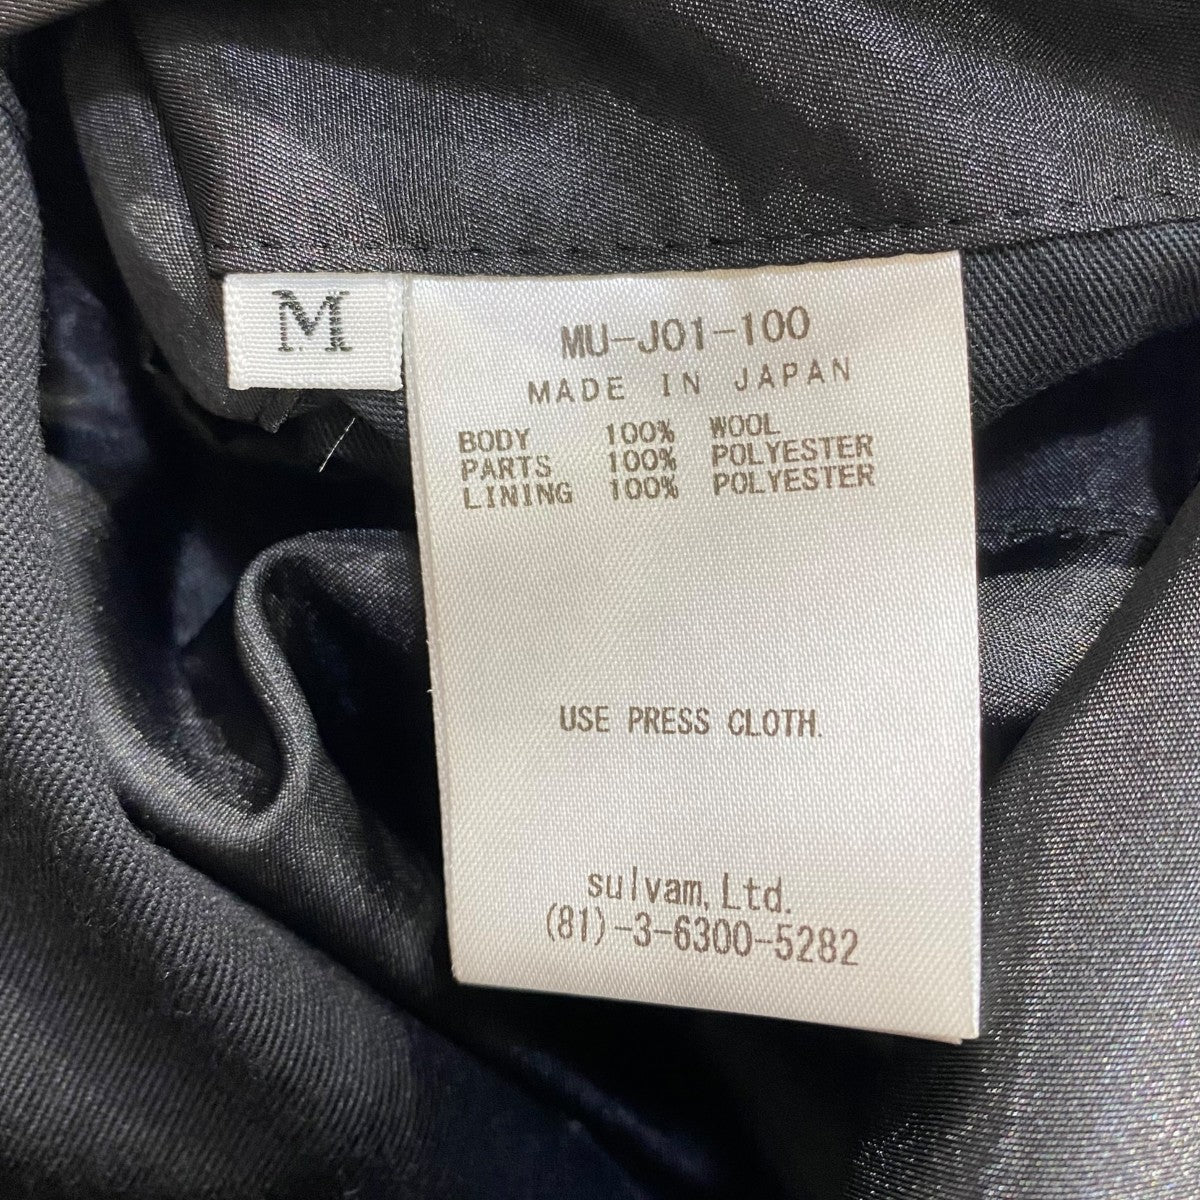 M
MU-J01-100
MADE IN JAPAN
BODY 100% WOOL
PARTS 100% POLYESTER
LINING 100% POLYESTER
USE PRESS CLOTH.
sulvam, Ltd.
(81)-3-6300-5282